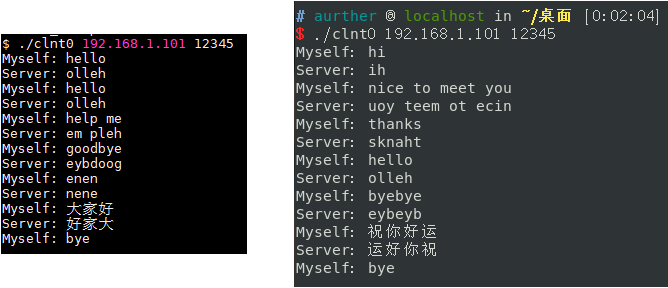 $ ./clnt0 192.168.1.101 12345
Myself: hello
Server: olleh
Myself: hello
Server: olleh
Myself: help me
Server: em pleh
Myself: goodbye
Server: eybdoog
Myself: enen
Server: nene
Myself: 大家好
Server: 好家大
Myself: bye
# aurther @ localhost in ~/桌面 [0:02:04]
$ ./clnt0 192.168.1.101 12345
Myself: hi
Server: ih
Myself: nice to meet you
Server: uoy teem ot ecin
Myself: thanks
Server: sknaht
Myself: hello
Server: olleh
Myself: byebye
Server: eybeyb
Myself: 祝你好运
Server: 运好你祝
Myself: bye